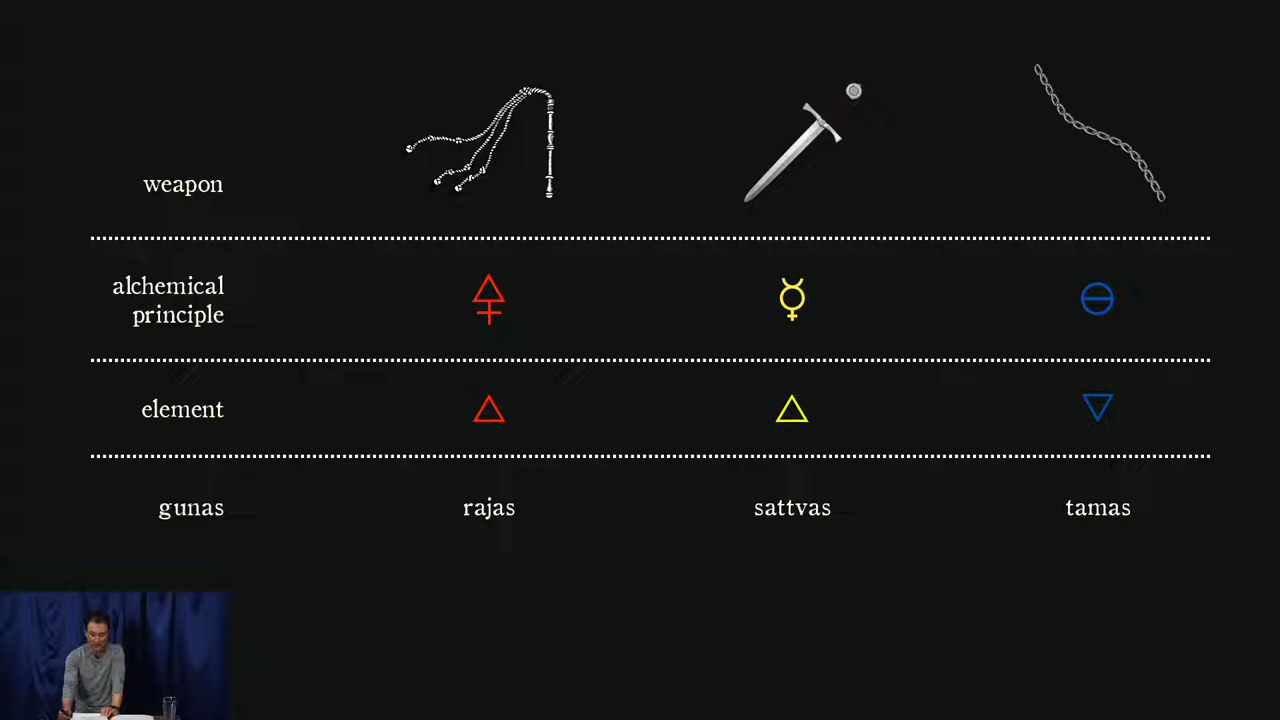 weapon
alchemical
principle
element
gunas rajas sattvas tamas